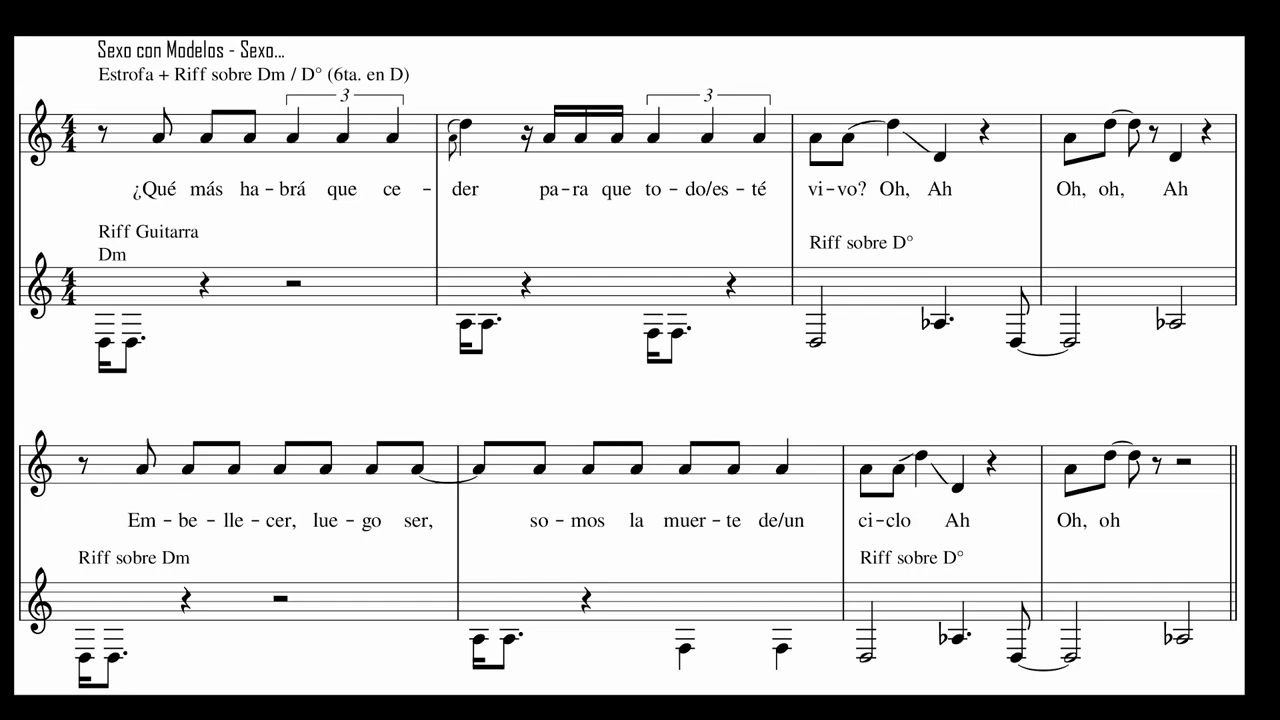 Sexo con Modelos - Sexo...
Estrofa + Riff sobre Dm / D° (6ta. en D)
3 3
¿Qué más ha-brá que ce-der pa-ra que to-do/es-té vi-vo? Oh, Ah Oh, oh, Ah
Riff Guitarra
Dm
Riff sobre D°
Em-be-lle-cer, lue-go ser, so-mos la muer-te de/un ci-clo Ah Oh, oh
Riff sobre Dm Riff sobre D°